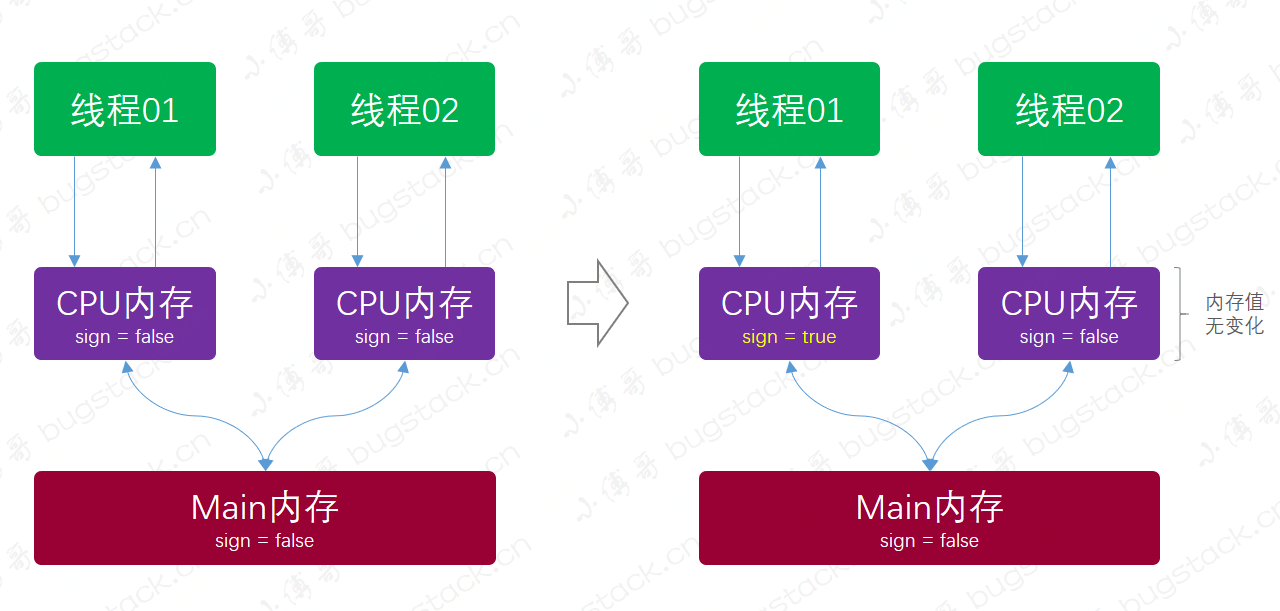 线程01
线程02
CPU内存
sign = false
CPU内存
sign = false
Main内存
sign = false
线程01
线程02
CPU内存
sign = true
CPU内存
sign = false
内存值
无变化
Main内存
sign = false
小傅哥 bugstack.cn